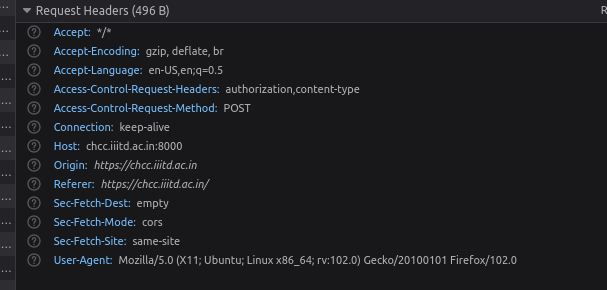 Request Headers (496 B)
Accept: */*
Accept-Encoding: gzip, deflate, br
Accept-Language: en-US,en;q=0.5
Access-Control-Request-Headers: authorization,content-type
Access-Control-Request-Method: POST
Connection: keep-alive
Host: chcc.iiitd.ac.in:8000
Origin: https://chcc.iiitd.ac.in
Referer: https://chcc.iiitd.ac.in/
Sec-Fetch-Dest: empty
Sec-Fetch-Mode: cors
Sec-Fetch-Site: same-site
User-Agent: Mozilla/5.0 (X11; Ubuntu; Linux x86_64; rv:102.0) Gecko/20100101 Firefox/102.0